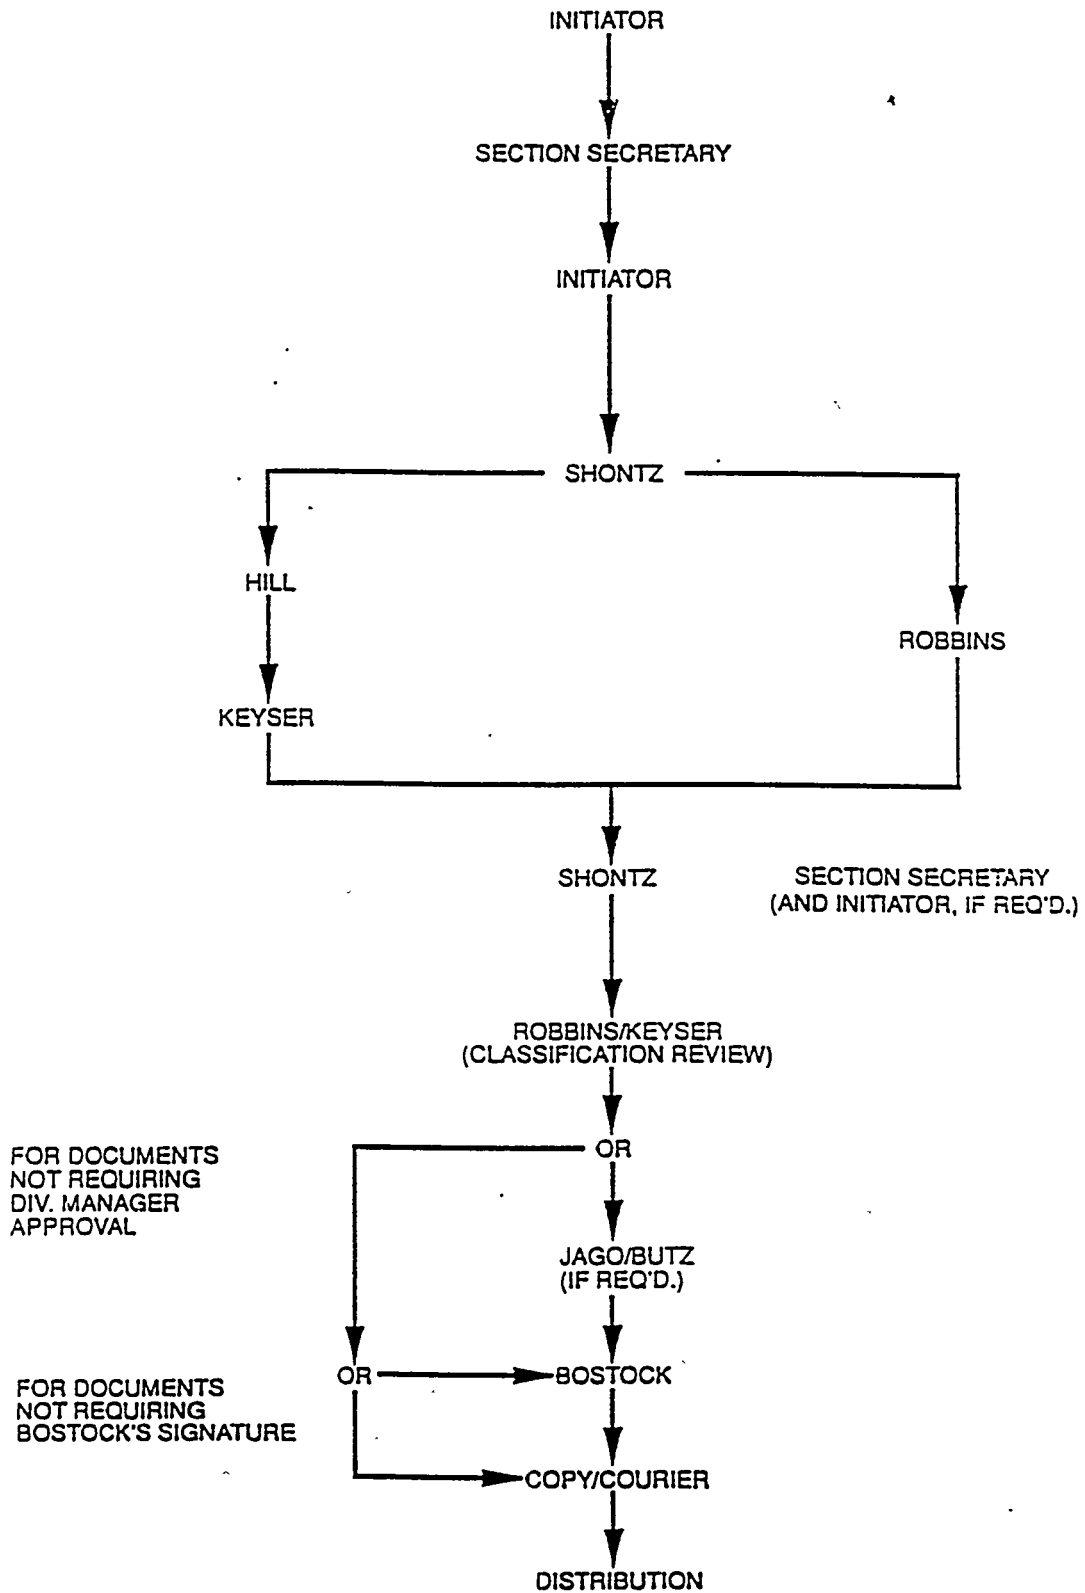 INITIATOR
SECTION SECRETARY
INITIATOR
SHONTZ
HILL
ROBBINS
KEYSER
SHONTZ
SECTION SECRETARY
(AND INITIATOR, IF REQ'D.)
ROBBINS/KEYSER
(CLASSIFICATION REVIEW)
OR
FOR DOCUMENTS
NOT REQUIRING
DIV. MANAGER
APPROVAL
JAGO/BUTZ
(IF REQ'D.)
OR
BOSTOCK
FOR DOCUMENTS
NOT REQUIRING
BOSTOCK'S SIGNATURE
COPY/COURIER
DISTRIBUTION